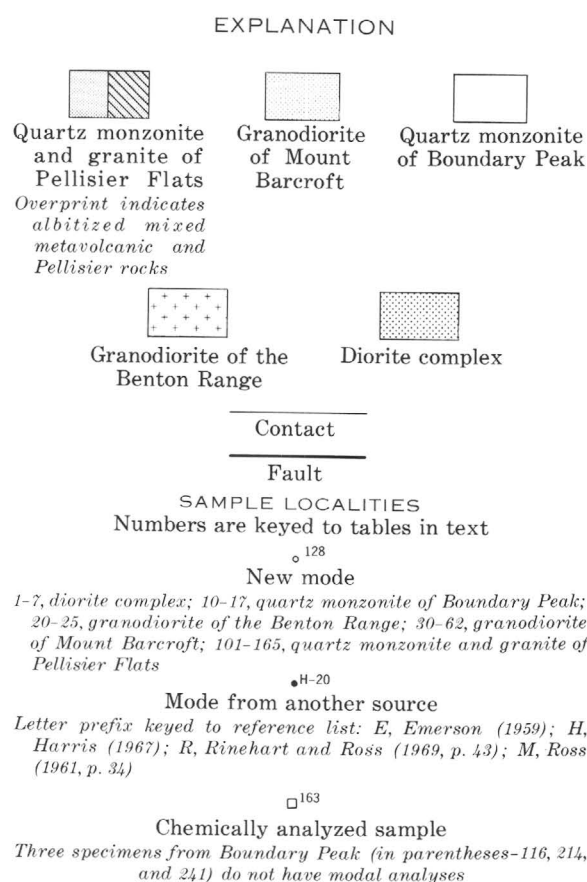 EXPLANATION
Quartz monzonite
and granite of
Pellisier Flats
Overprint indicates
albitized mixed
metavolcanic and
Pellisier rocks
Granodiorite
of Mount
Barcroft
Quartz monzonite
of Boundary Peak
Granodiorite of the
Benton Range
Diorite complex
Contact
Fault
SAMPLE LOCALITIES
Numbers are keyed to tables in text
128
New mode
1-7, diorite complex; 10-17, quartz monzonite of Boundary Peak;
20-25, granodiorite of the Benton Range; 30-62, granodiorite
of Mount Barcroft; 101-165, quartz monzonite and granite of
Pellisier Flats
H-20
Mode from another source
Letter prefix keyed to reference list: E, Emerson (1959); H,
Harris (1967); R, Rinehart and Ross (1969, p. 43); M, Ross
(1961, p. 34)
163
Chemically analyzed sample
Three specimens from Boundary Peak (in parentheses-116, 214,
and 241) do not have modal analyses